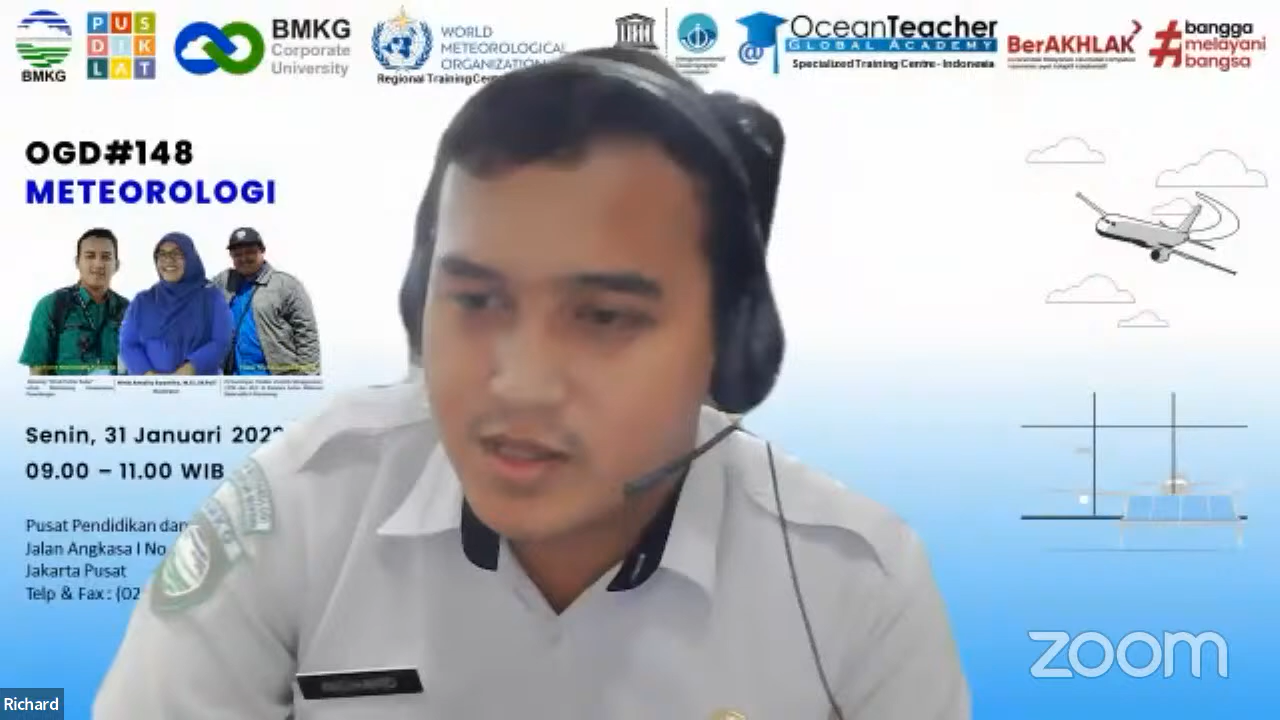 BMKG
PUS
DIK
LAT
BMKG
Corporate
University
WORLD
METEOROLOGICAL
ORGANIZATION
Regional Training Cen
OceanTeacher
GLOBAL ACADEMY
Specialized Training Centre - Indonesia
BerAKHLAK
#bangga
melayani
bangsa
OGD#148
METEOROLOGI
Senin, 31 Januari 202
09.00 – 11.00 WIB
Pusat Pendidikan dan
Jalan Angkasa I No
Jakarta Pusat
Telp & Fax : (02
zoom
Richard